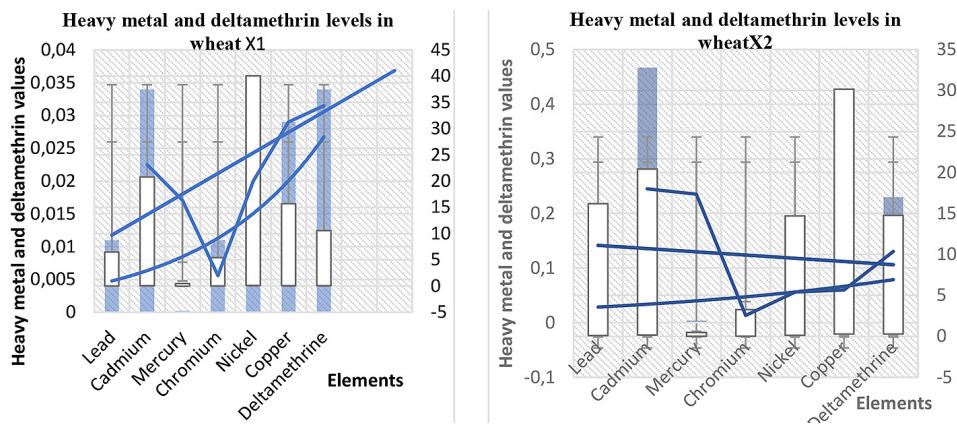 Heavy metal and deltamethrin levels in
wheat X1
Heavy metal and deltamethrin values
0,04
0,035
0,03
0,025
0,02
0,015
0,01
0,005
0
45
40
35
30
25
20
15
10
5
0
-5
Lead
Cadmium
Mercury
Chromium
Nickel
Copper
Deltamethrine
Elements
Heavy metal and deltamethrin levels in
wheatX2
Heavy metal and deltamethrin values
0,5
0,4
0,3
0,2
0,1
0
-0,1
35
30
25
20
15
10
5
0
-5
Lead
Cadmium
Mercury
Chromium
Nickel
Copper
Deltamethrine
Elements